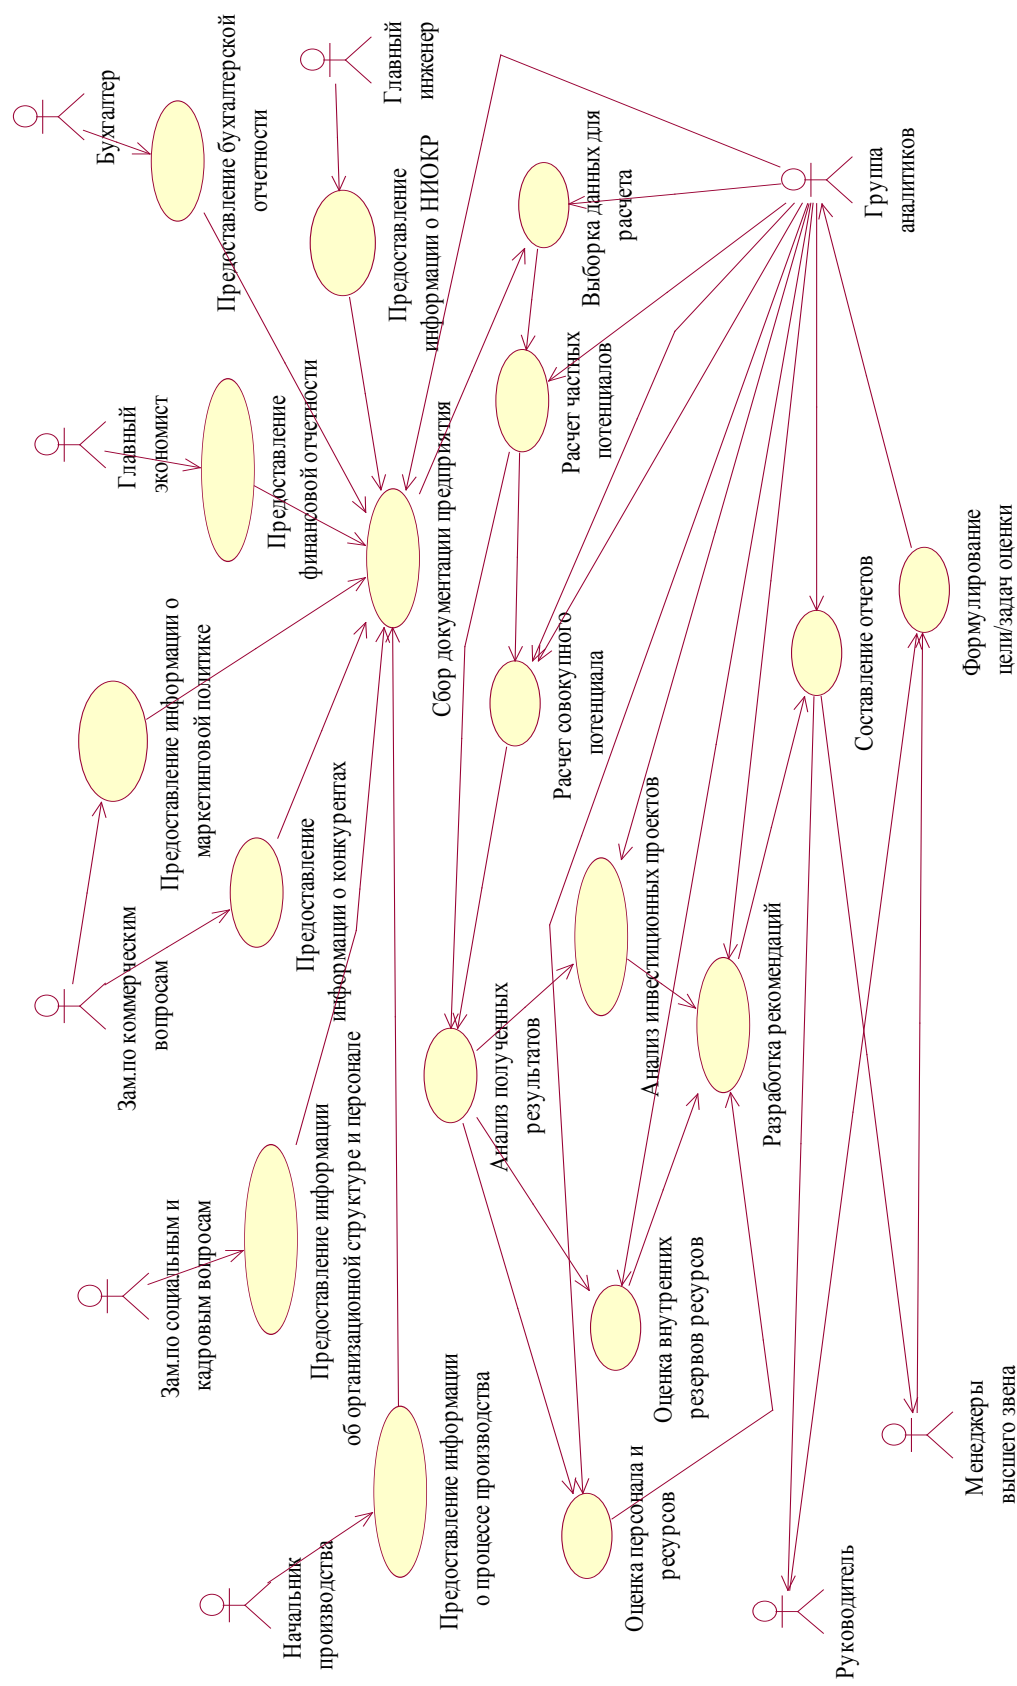 Начальник
производства
Зам.по социальным и
кадровым вопросам
Зам.по коммерческим
вопросам
Главный
экономист
Бухгалтер
Предоставление информации о
маркетинговой политике
Предоставление бухгалтерской
отчетности
Главный
инженер
Предоставление информации
об организационной структуре и персонале
Предоставление
информации о конкурентах
Предоставление
финансовой отчетности
Предоставление
информации о НИОКР
Предоставление информации
о процессе производства
Сбор документации предприятия
Анализ полученных
результатов
Расчет совокупного
потенциала
Расчет частных
потенциалов
Выборка данных для
расчета
Оценка персонала и
ресурсов
Оценка внутренних
резервов ресурсов
Анализ инвестиционных проектов
Разработка рекомендаций
Составление отчетов
Группа
аналитиков
Руководитель
Менеджеры
высшего звена
Формулирование
цели/задач оценки